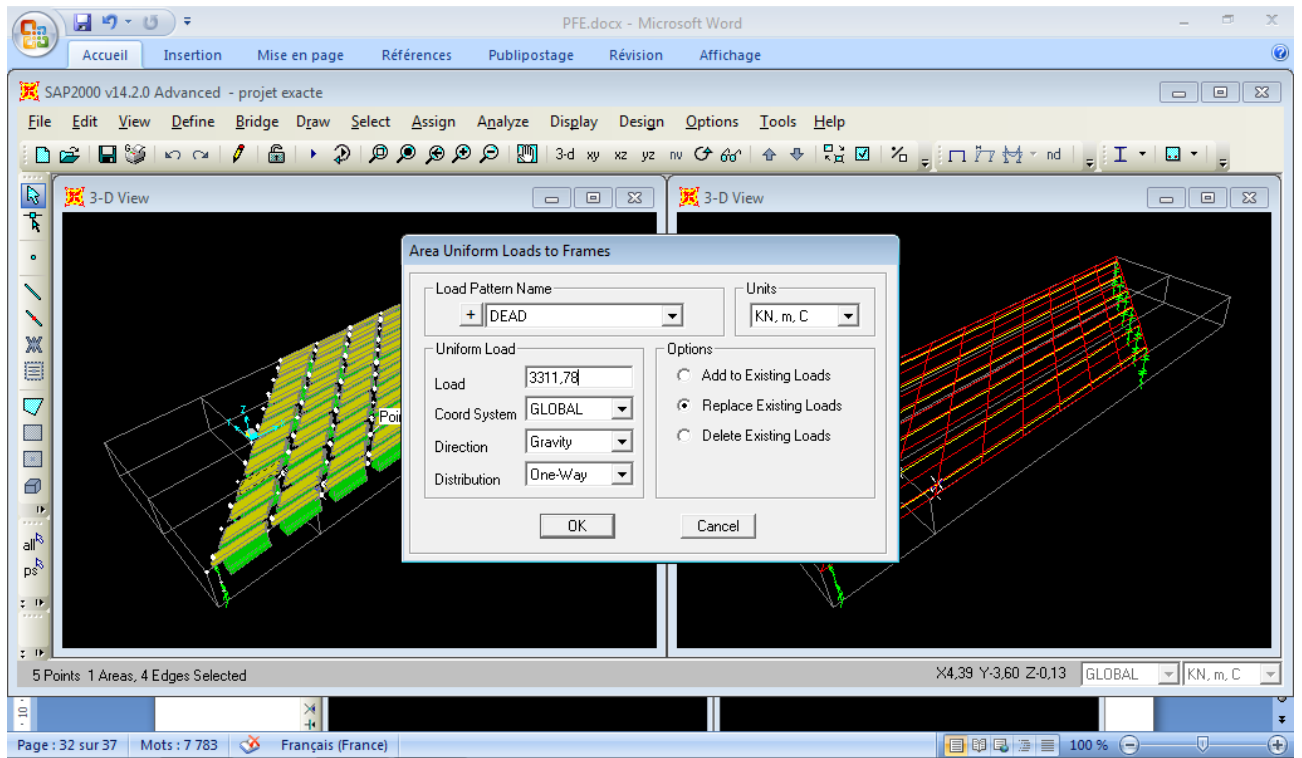 PFE.docx - Microsoft Word
Accueil Insertion Mise en page Références Publipostage Révision Affichage
SAP2000 v14.2.0 Advanced - projet exacte
File Edit View Define Bridge Draw Select Assign Analyze Display Design Options Tools Help
3-d xy xz yz nv nd
3-D View
3-D View
Area Uniform Loads to Frames
Load Pattern Name
Units
+ DEAD
KN, m, C
Uniform Load
Options
Load 3311,78
Add to Existing Loads
Coord System GLOBAL
Replace Existing Loads
Direction Gravity
Delete Existing Loads
Distribution One-Way
OK Cancel
Z
Poi
all
ps
5 Points 1 Areas, 4 Edges Selected
X4,39 Y-3,60 Z-0,13 GLOBAL KN, m, C
10
Page : 32 sur 37 Mots : 7 783 Français (France) 100 %